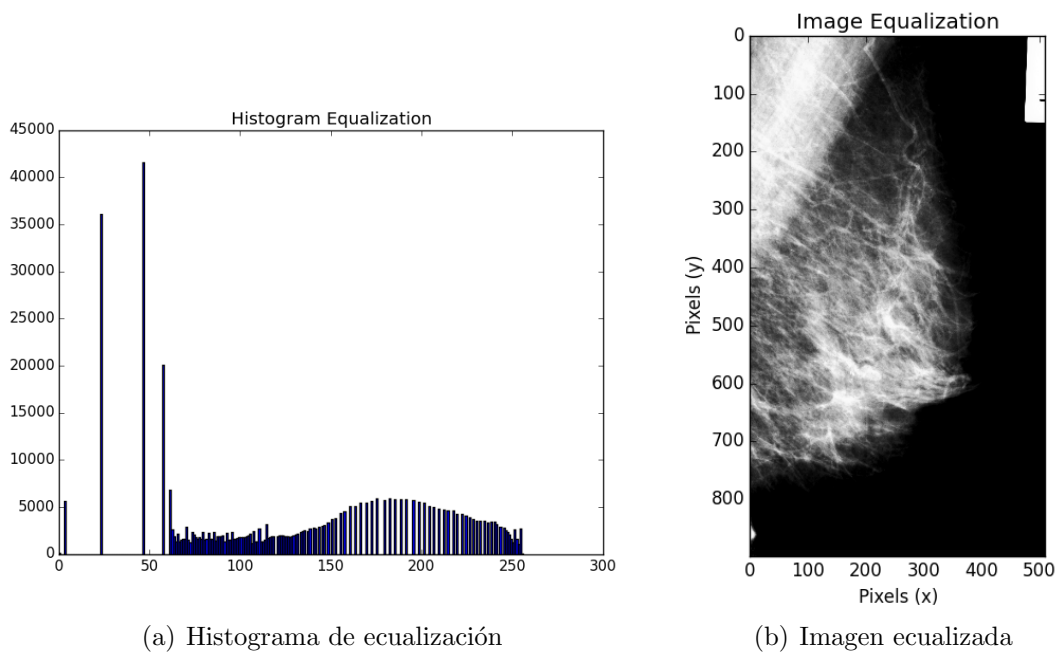 Histogram Equalization
45000
40000
35000
30000
25000
20000
15000
10000
5000
0
0 50 100 150 200 250 300
(a) Histograma de ecualización
Image Equalization
0
100
200
300
400
500
600
700
800
Pixels (y)
0 100 200 300 400 500
Pixels (x)
(b) Imagen ecualizada